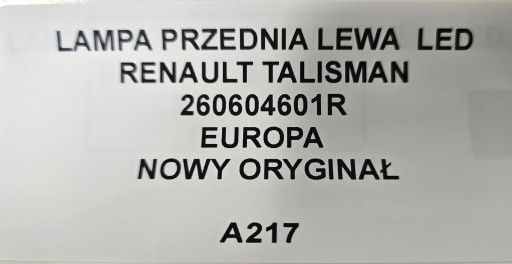 LAMPA PRZEDNIA LEWA LED
RENAULT TALISMAN
260604601R
EUROPA
NOWY ORYGINAŁ
A217